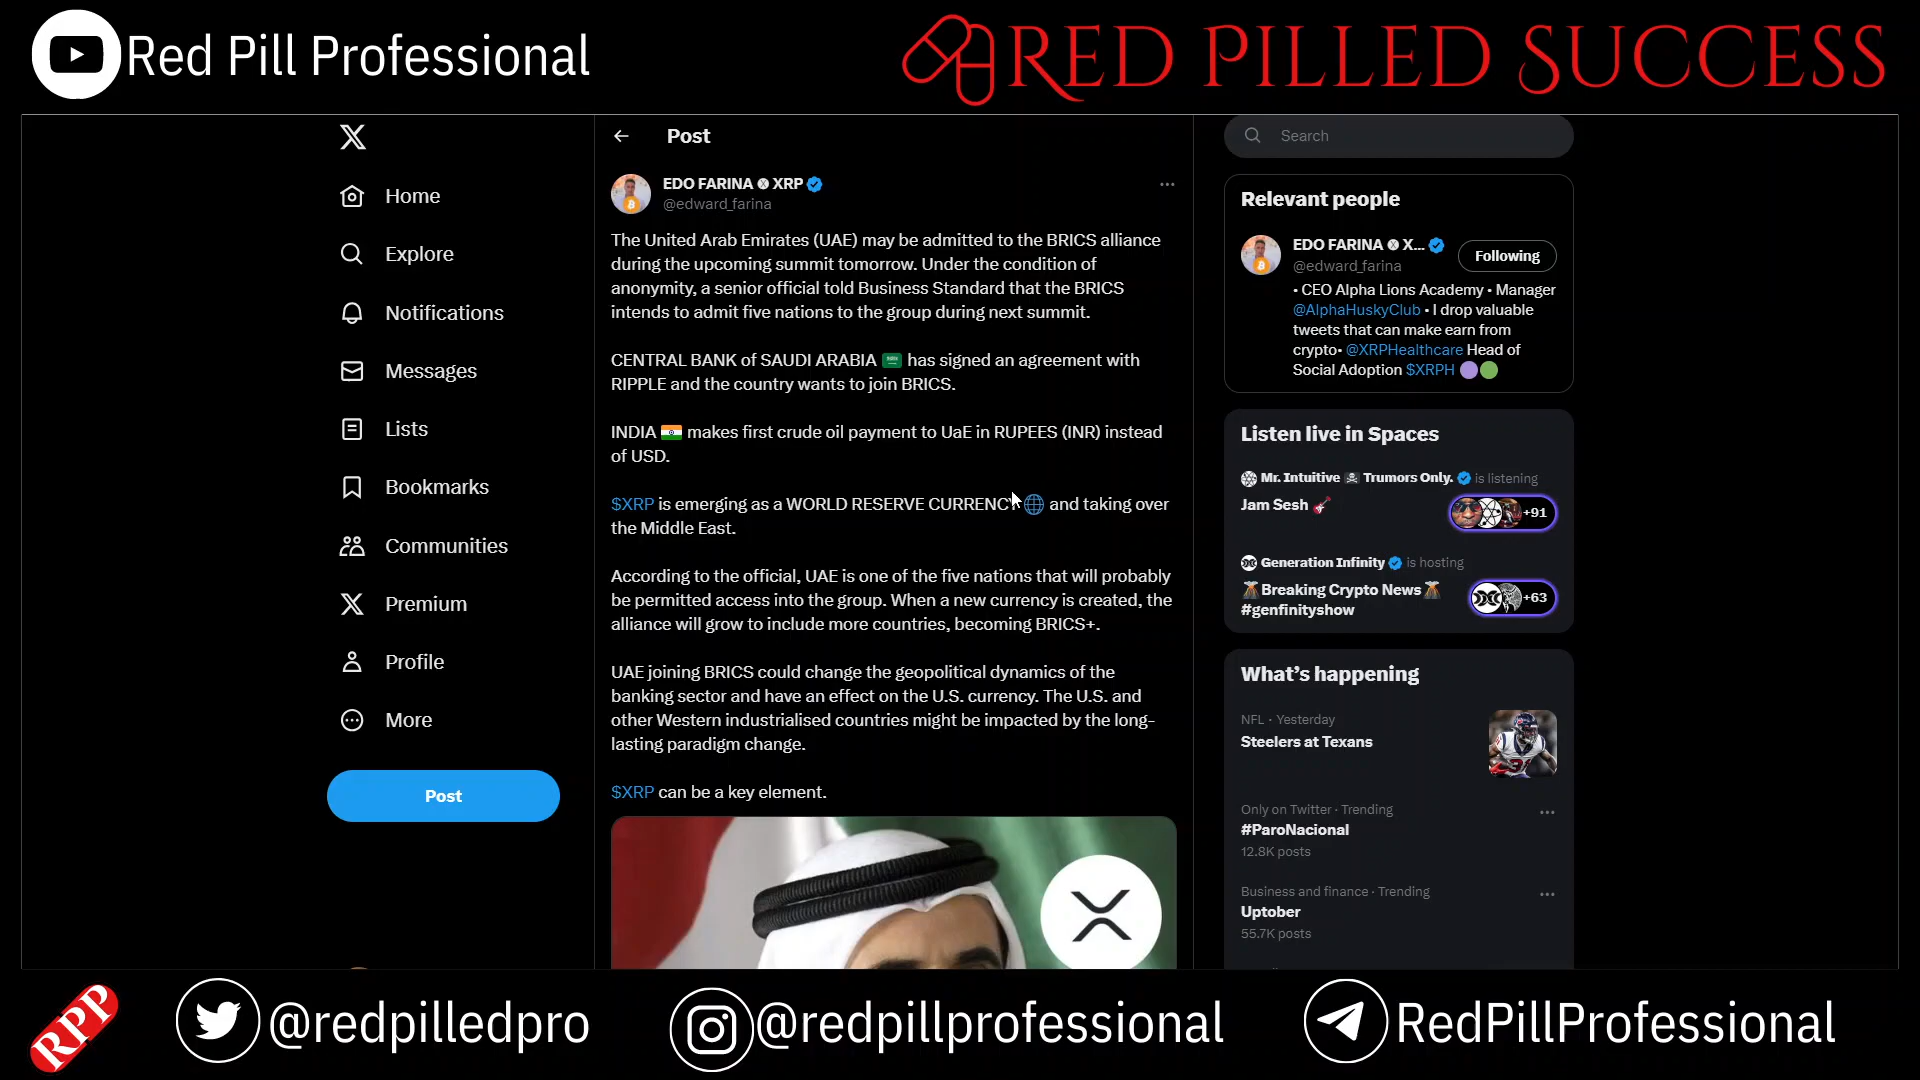 Red Pill Professional
RED PILLED SUCCESS
Home
Explore
Notifications
Messages
Lists
Bookmarks
Communities
Premium
Profile
More
Post
Post
EDO FARINA XRP
@edward_farina
The United Arab Emirates (UAE) may be admitted to the BRICS alliance
during the upcoming summit tomorrow. Under the condition of
anonymity, a senior official told Business Standard that the BRICS
intends to admit five nations to the group during next summit.
CENTRAL BANK of SAUDI ARABIA 🇸🇦 has signed an agreement with
RIPPLE and the country wants to join BRICS.
INDIA 🇮🇳 makes first crude oil payment to UaE in RUPEES (INR) instead
of USD.
$XRP is emerging as a WORLD RESERVE CURRENCY 🌐 and taking over
the Middle East.
According to the official, UAE is one of the five nations that will probably
be permitted access into the group. When a new currency is created, the
alliance will grow to include more countries, becoming BRICS+.
UAE joining BRICS could change the geopolitical dynamics of the
banking sector and have an effect on the U.S. currency. The U.S. and
other Western industrialised countries might be impacted by the long-
lasting paradigm change.
$XRP can be a key element.
Search
Relevant people
EDO FARINA X...
@edward_farina
Following
• CEO Alpha Lions Academy • Manager
@AlphaHuskyClub • I drop valuable
tweets that can make earn from
crypto• @XRPHealthcare Head of
Social Adoption $XRPH 🟣🟢
Listen live in Spaces
Mr. Intuitive Trumors Only. is listening
Jam Sesh 🎸
+91
Generation Infinity is hosting
🌋Breaking Crypto News🌋
#genfinityshow
+63
What's happening
NFL · Yesterday
Steelers at Texans
Only on Twitter · Trending
#ParoNacional
12.8K posts
Business and finance · Trending
Uptober
55.7K posts
RPP
@redpilledpro
@redpillprofessional
RedPillProfessional